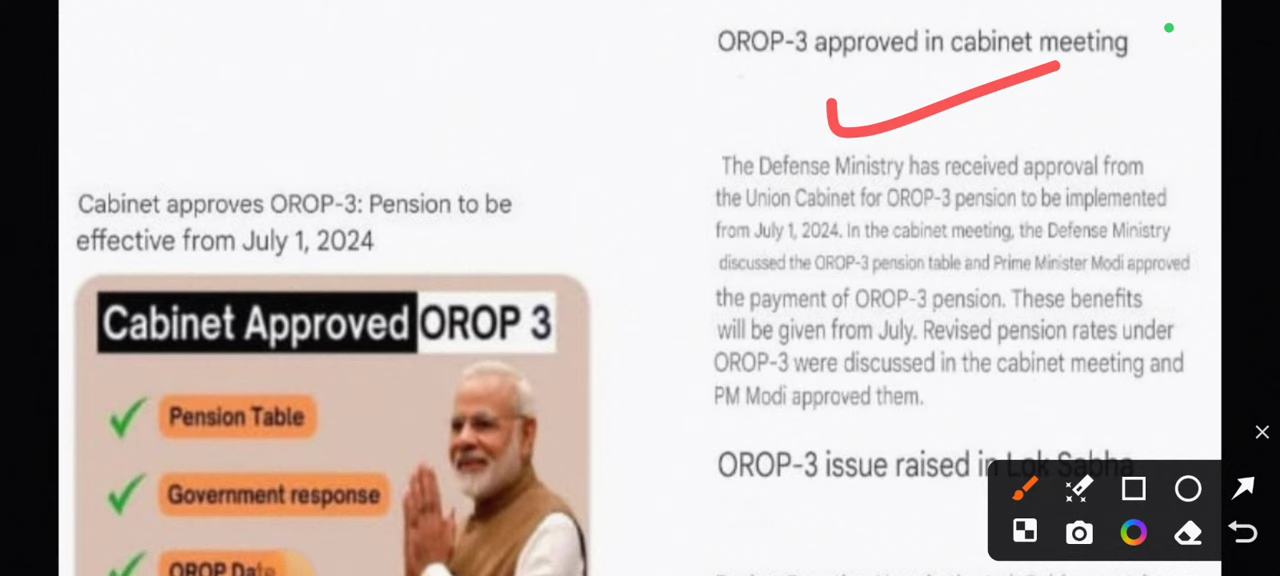 Cabinet approves OROP-3: Pension to be
effective from July 1, 2024
Cabinet Approved OROP 3
Pension Table
Government response
OROP Date
OROP-3 approved in cabinet meeting
The Defense Ministry has received approval from
the Union Cabinet for OROP-3 pension to be implemented
from July 1, 2024. In the cabinet meeting, the Defense Ministry
discussed the OROP-3 pension table and Prime Minister Modi approved
the payment of OROP-3 pension. These benefits
will be given from July. Revised pension rates under
OROP-3 were discussed in the cabinet meeting and
PM Modi approved them.
OROP-3 issue raised in Lok Sabha